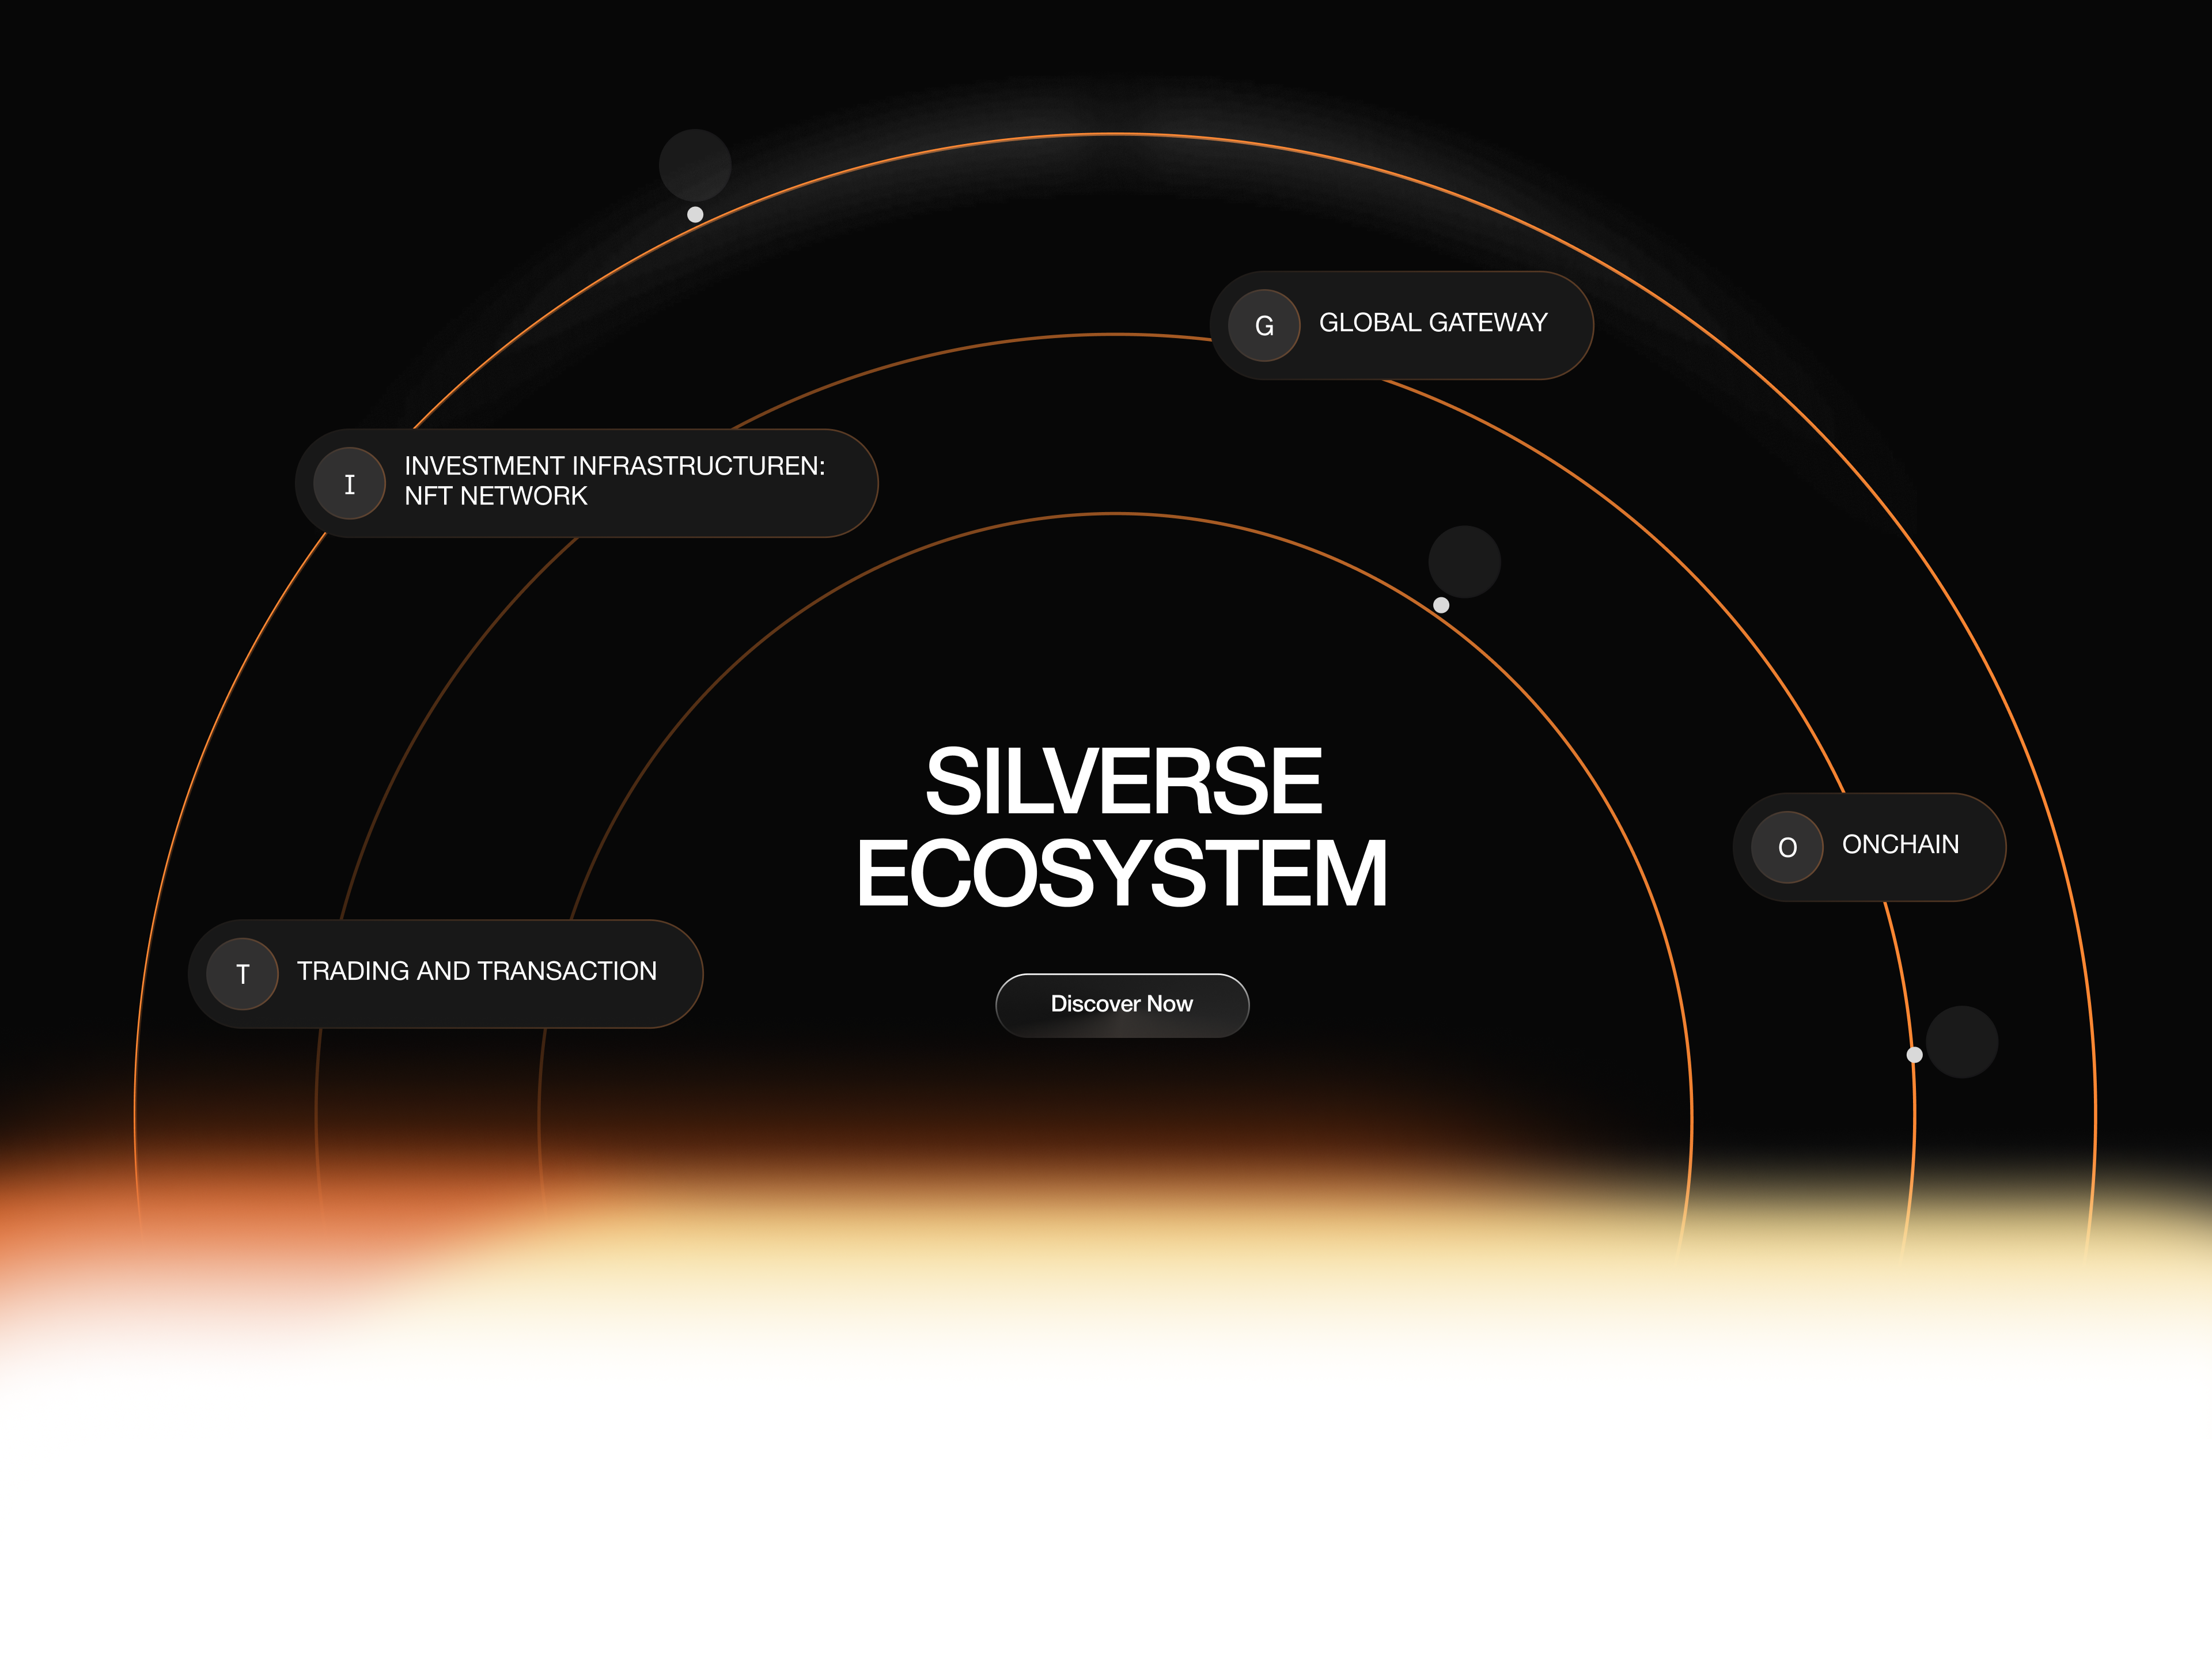 G
GLOBAL GATEWAY
I
INVESTMENT INFRASTRUCTUREN:
NFT NETWORK
SILVERSE
ECOSYSTEM
O
ONCHAIN
T
TRADING AND TRANSACTION
Discover Now